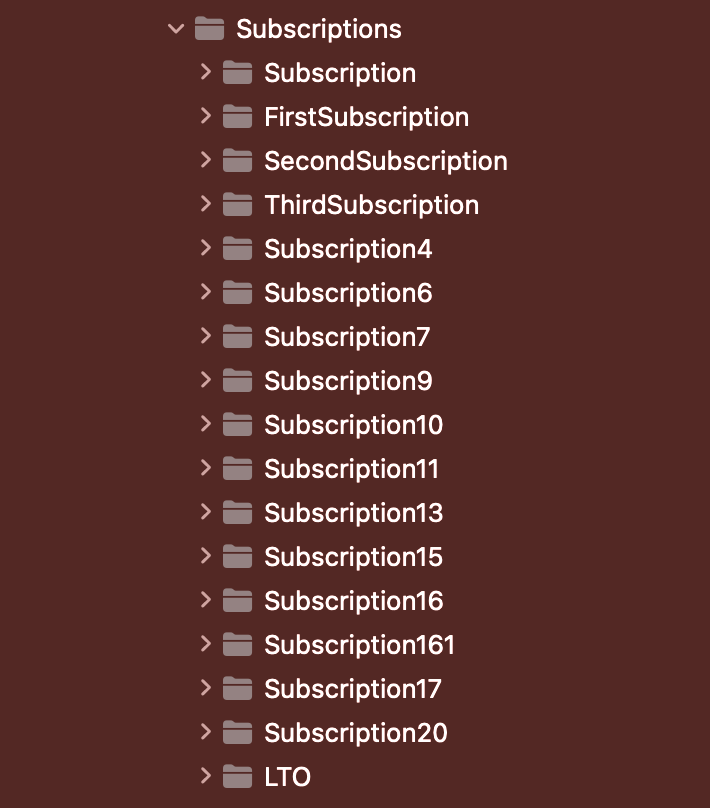 Subscriptions
Subscription
FirstSubscription
SecondSubscription
ThirdSubscription
Subscription4
Subscription6
Subscription7
Subscription9
Subscription10
Subscription11
Subscription13
Subscription15
Subscription16
Subscription161
Subscription17
Subscription20
LTO